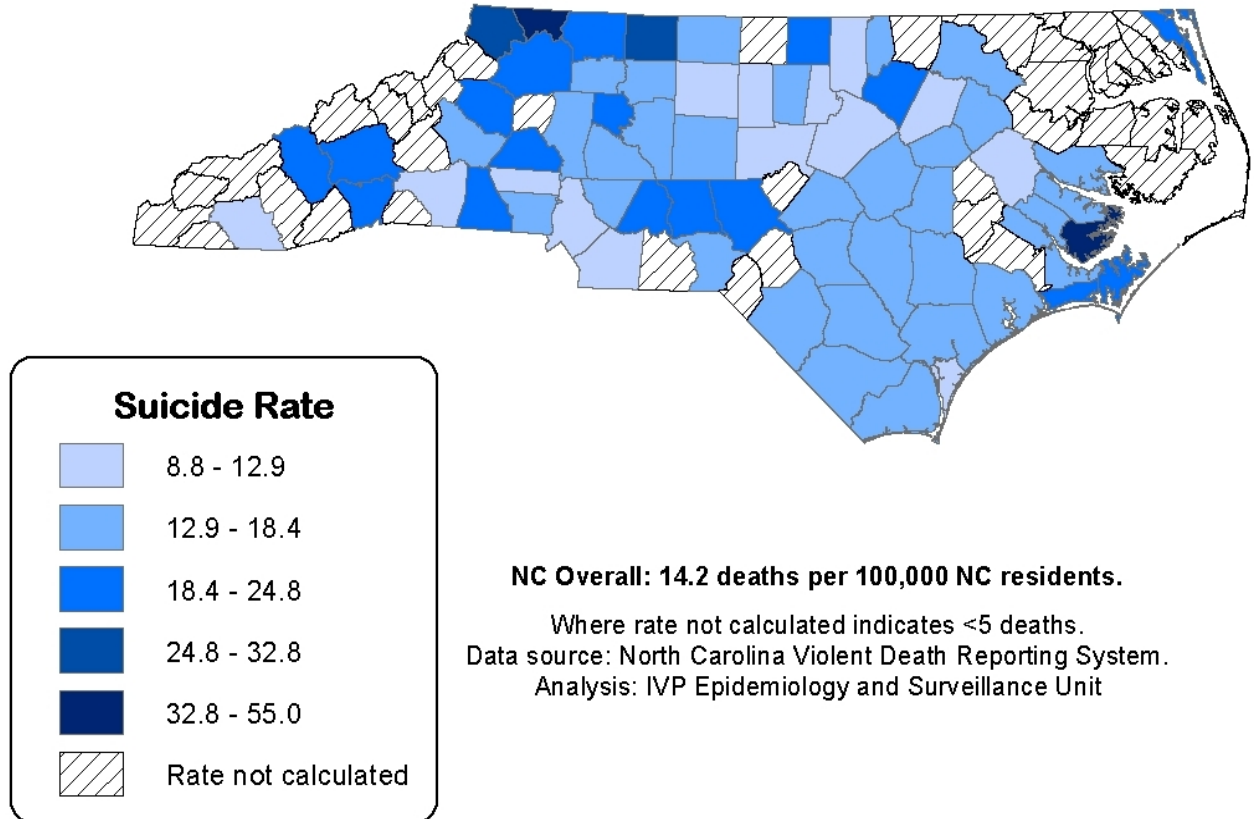 Suicide Rate
8.8 - 12.9
12.9 - 18.4
18.4 - 24.8
24.8 - 32.8
32.8 - 55.0
Rate not calculated
NC Overall: 14.2 deaths per 100,000 NC residents.
Where rate not calculated indicates <5 deaths.
Data source: North Carolina Violent Death Reporting System.
Analysis: IVP Epidemiology and Surveillance Unit